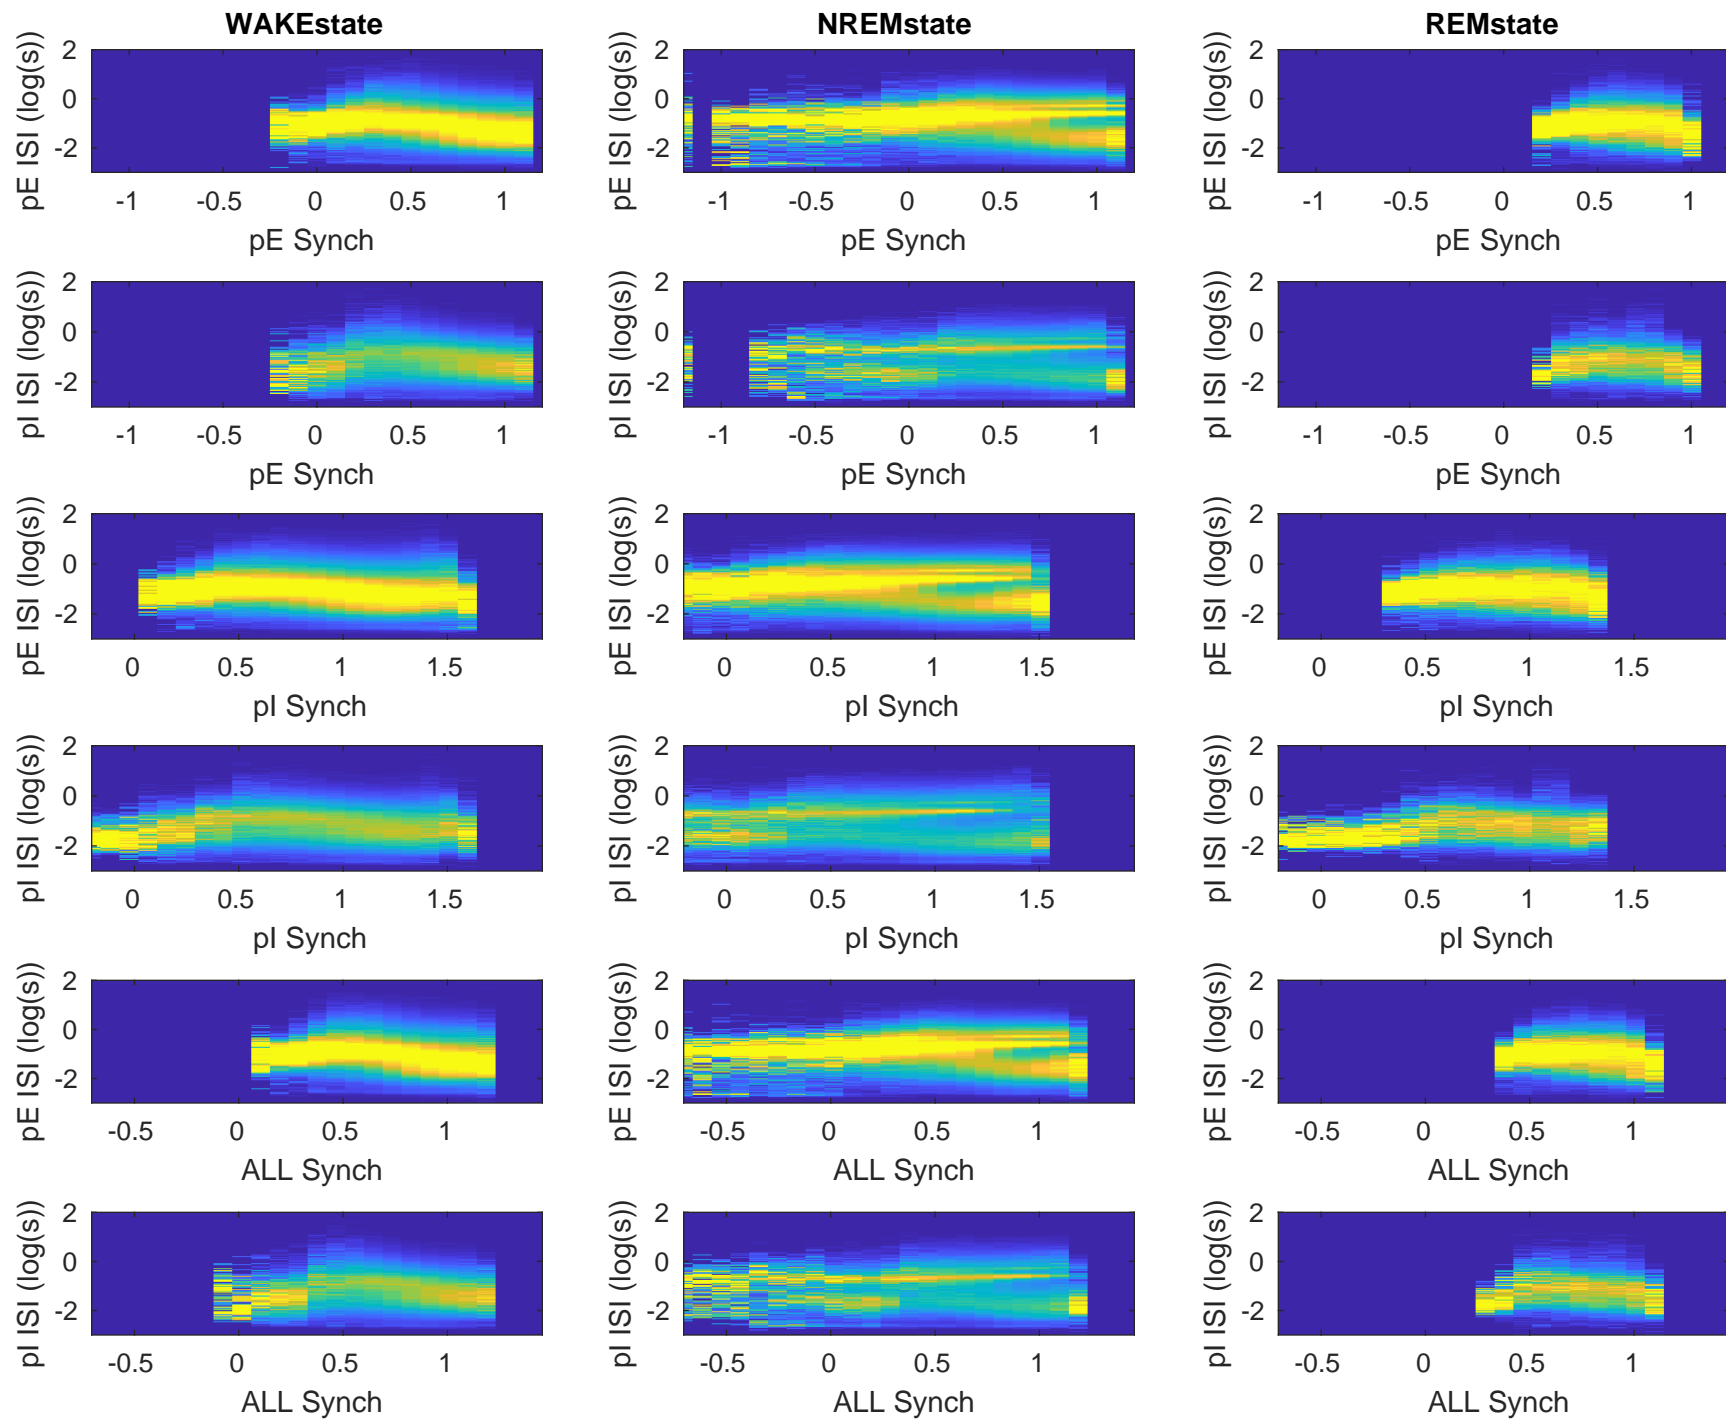 WAKEstate NREMstate REMstate
pE ISI (log(s)) 2 0 -2 pE ISI (log(s)) 2 0 -2 pE ISI (log(s)) 2 0 -2
-1 -0.5 0 0.5 1 -1 -0.5 0 0.5 1 -1 -0.5 0 0.5 1
pE Synch pE Synch pE Synch
pI ISI (log(s)) 2 0 -2 pI ISI (log(s)) 2 0 -2 pI ISI (log(s)) 2 0 -2
-1 -0.5 0 0.5 1 -1 -0.5 0 0.5 1 -1 -0.5 0 0.5 1
pE Synch pE Synch pE Synch
pE ISI (log(s)) 2 0 -2 pE ISI (log(s)) 2 0 -2 pE ISI (log(s)) 2 0 -2
0 0.5 1 1.5 0 0.5 1 1.5 0 0.5 1 1.5
pI Synch pI Synch pI Synch
pI ISI (log(s)) 2 0 -2 pI ISI (log(s)) 2 0 -2 pI ISI (log(s)) 2 0 -2
0 0.5 1 1.5 0 0.5 1 1.5 0 0.5 1 1.5
pI Synch pI Synch pI Synch
pE ISI (log(s)) 2 0 -2 pE ISI (log(s)) 2 0 -2 pE ISI (log(s)) 2 0 -2
-0.5 0 0.5 1 -0.5 0 0.5 1 -0.5 0 0.5 1
ALL Synch ALL Synch ALL Synch
pI ISI (log(s)) 2 0 -2 pI ISI (log(s)) 2 0 -2 pI ISI (log(s)) 2 0 -2
-0.5 0 0.5 1 -0.5 0 0.5 1 -0.5 0 0.5 1
ALL Synch ALL Synch ALL Synch